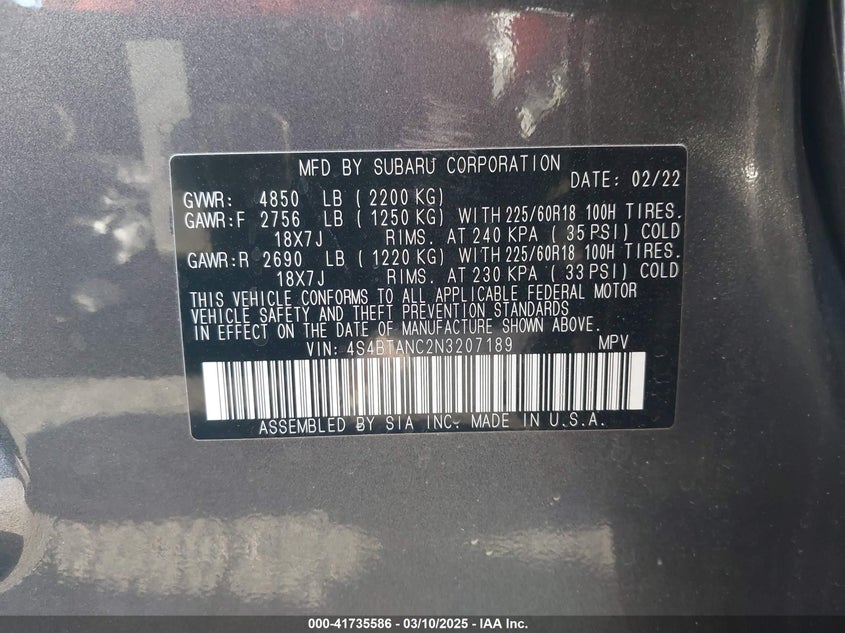 MFD BY SUBARU CORPORATION
DATE: 02/22
GVWR: 4850 LB ( 2200 KG)
GAWR:F 2756 LB ( 1250 KG) WITH 225/60R18 100H TIRES.
18X7J RIMS. AT 240 KPA ( 35 PSI) COLD
GAWR:R 2690 LB ( 1220 KG) WITH 225/60R18 100H TIRES.
18X7J RIMS. AT 230 KPA ( 33 PSI) COLD
THIS VEHICLE CONFORMS TO ALL APPLICABLE FEDERAL MOTOR
VEHICLE SAFETY AND THEFT PREVENTION STANDARDS
IN EFFECT ON THE DATE OF MANUFACTURE SHOWN ABOVE.
VIN: 4S4BTANC2N3207189 MPV
ASSEMBLED BY SIA INC. MADE IN U.S.A.
000-41735586 - 03/10/2025 - IAA Inc.